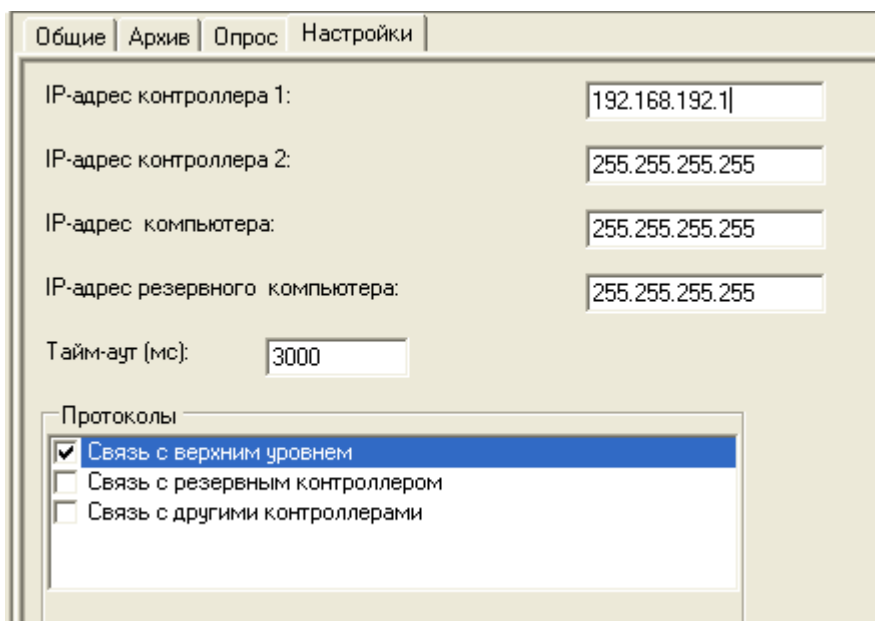 Общие Архив Опрос Настройки
IP-адрес контроллера 1: 192.168.192.1
IP-адрес контроллера 2: 255.255.255.255
IP-адрес компьютера: 255.255.255.255
IP-адрес резервного компьютера: 255.255.255.255
Тайм-аут (мс): 3000
Протоколы
Связь с верхним уровнем
Связь с резервным контроллером
Связь с другими контроллерами